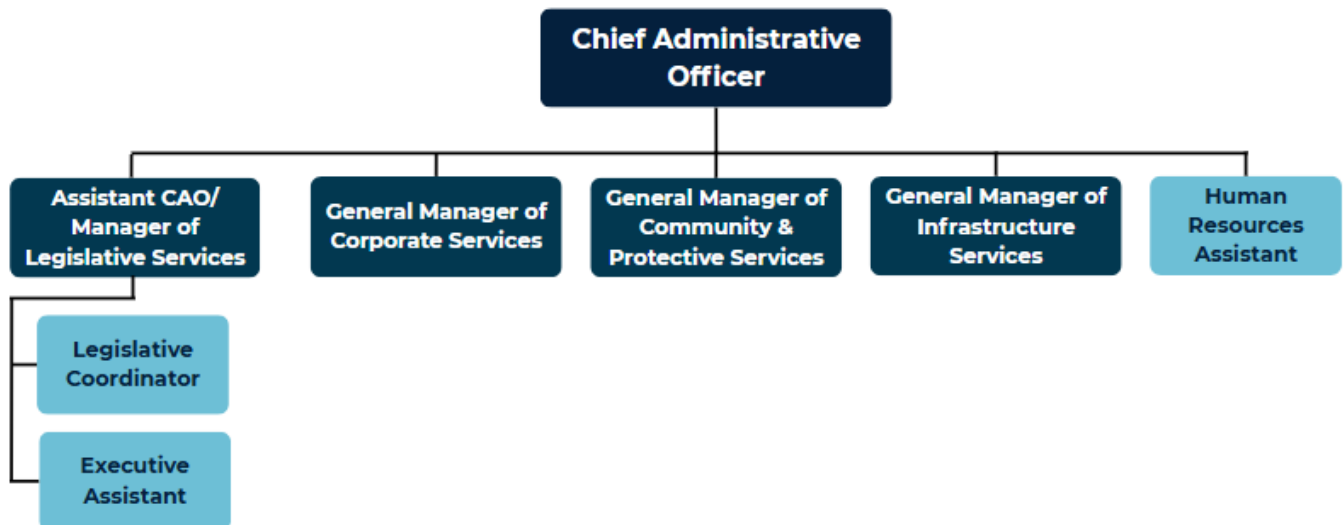 Chief Administrative
Officer
Assistant CAO/
Manager of
Legislative Services
General Manager of
Corporate Services
General Manager of
Community &
Protective Services
General Manager of
Infrastructure
Services
Human
Resources
Assistant
Legislative
Coordinator
Executive
Assistant